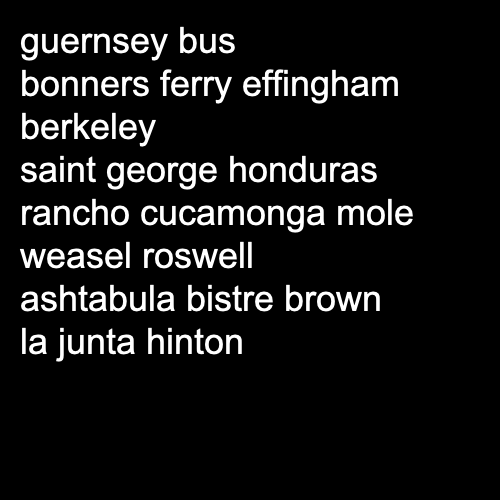 guernsey bus
bonners ferry effingham
berkeley
saint george honduras
rancho cucamonga mole
weasel roswell
ashtabula bistre brown
la junta hinton